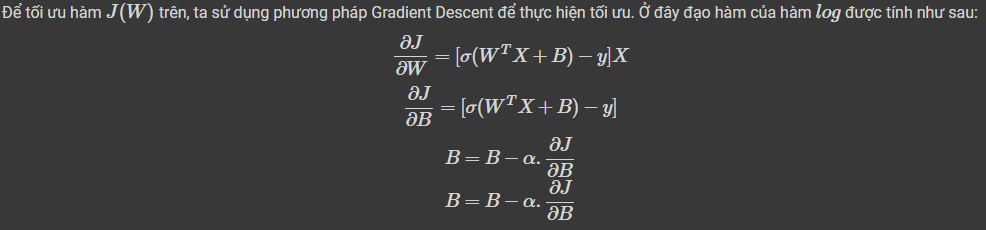 Để tối ưu hàm J(W) trên, ta sử dụng phương pháp Gradient Descent để thực hiện tối ưu. Ở đây đạo hàm của hàm log được tính như sau:
∂J/∂W = [σ(W^T X + B) − y]X
∂J/∂B = [σ(W^T X + B) − y]
B = B − α. ∂J/∂B
B = B − α. ∂J/∂B